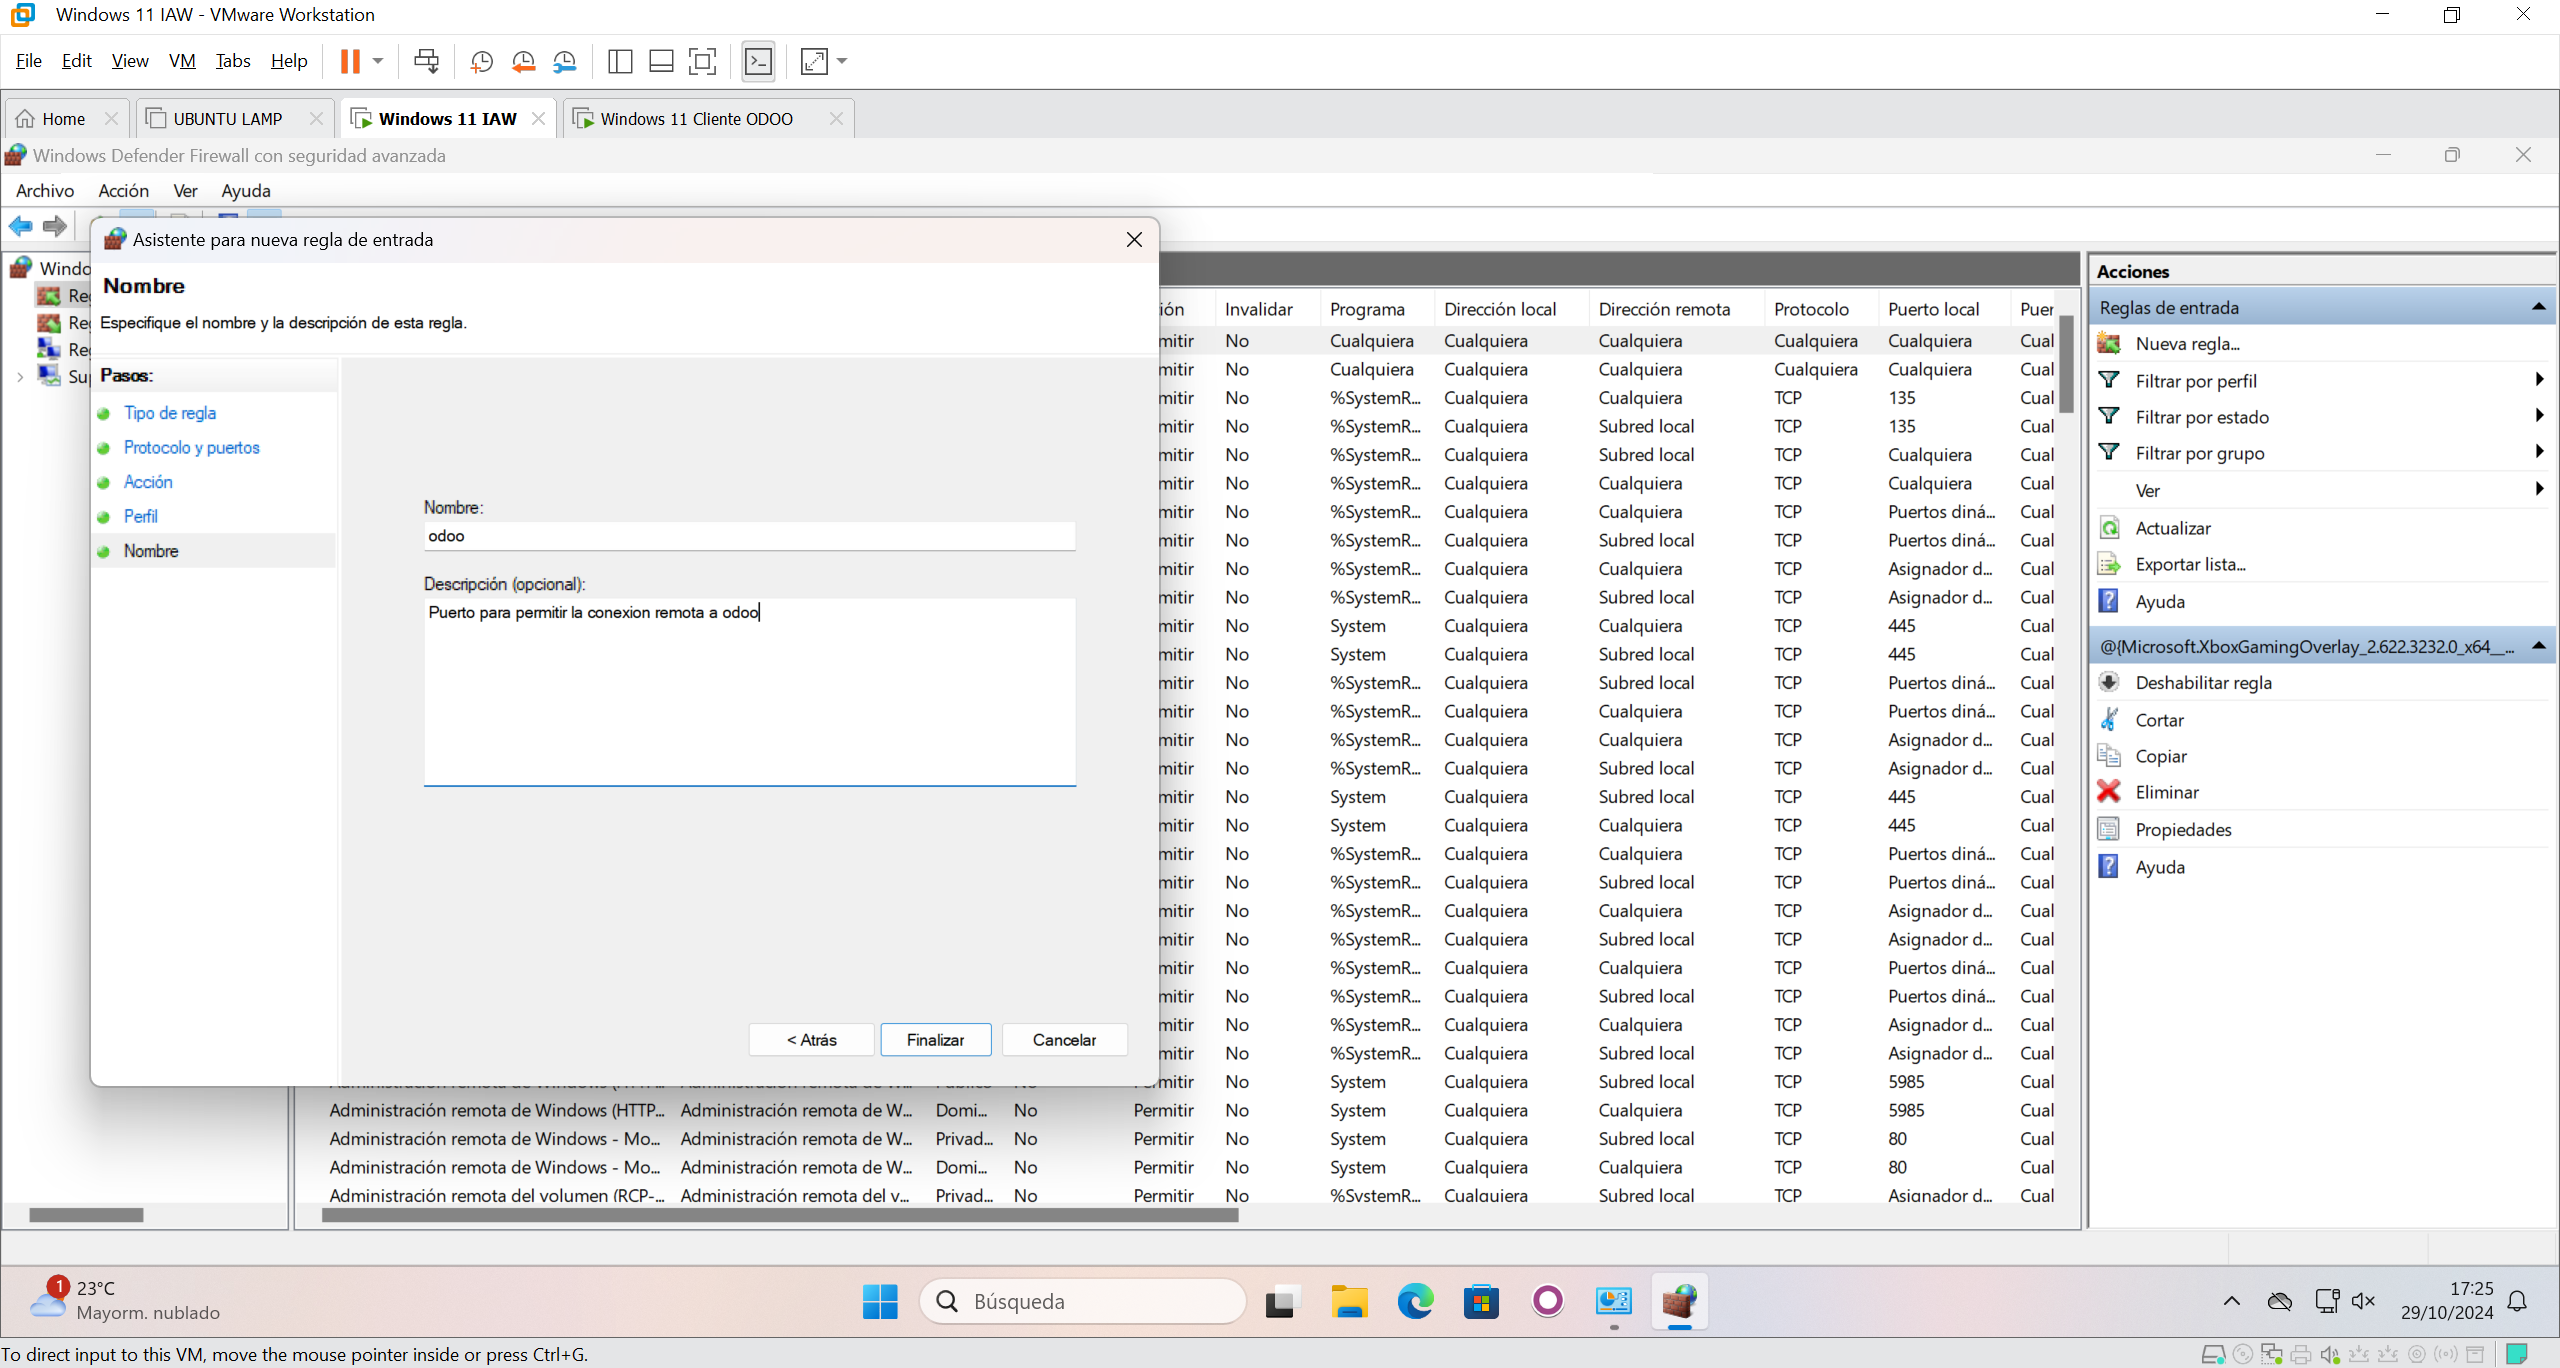 Windows 11 IAW - VMware Workstation
File Edit View VM Tabs Help
Home UBUNTU LAMP Windows 11 IAW Windows 11 Cliente ODOO
Windows Defender Firewall con seguridad avanzada
Archivo Acción Ver Ayuda
Asistente para nueva regla de entrada
Nombre
Especifique el nombre y la descripción de esta regla.
Pasos:
Tipo de regla
Protocolo y puertos
Acción
Perfil
Nombre
Nombre:
odoo
Descripción (opcional):
Puerto para permitir la conexion remota a odoo
< Atrás Finalizar Cancelar
Invalidar Programa Dirección local Dirección remota Protocolo Puerto local
mitir No Cualquiera Cualquiera Cualquiera Cualquiera Cualquiera Cual
mitir No Cualquiera Cualquiera Cualquiera Cualquiera Cualquiera Cual
mitir No %SystemR... Cualquiera Cualquiera TCP 135 Cual
mitir No %SystemR... Cualquiera Subred local TCP 135 Cual
mitir No %SystemR... Cualquiera Subred local TCP Cualquiera Cual
mitir No %SystemR... Cualquiera Cualquiera TCP Cualquiera Cual
mitir No %SystemR... Cualquiera Cualquiera TCP Puertos diná... Cual
mitir No %SystemR... Cualquiera Subred local TCP Puertos diná... Cual
mitir No %SystemR... Cualquiera Cualquiera TCP Asignador d... Cual
mitir No %SystemR... Cualquiera Subred local TCP Asignador d... Cual
mitir No System Cualquiera Cualquiera TCP 445 Cual
mitir No System Cualquiera Subred local TCP 445 Cual
mitir No %SystemR... Cualquiera Subred local TCP Puertos diná... Cual
mitir No %SystemR... Cualquiera Cualquiera TCP Puertos diná... Cual
mitir No %SystemR... Cualquiera Cualquiera TCP Asignador d... Cual
mitir No %SystemR... Cualquiera Subred local TCP Asignador d... Cual
mitir No System Cualquiera Subred local TCP 445 Cual
mitir No System Cualquiera Cualquiera TCP 445 Cual
mitir No %SystemR... Cualquiera Cualquiera TCP Puertos diná... Cual
mitir No %SystemR... Cualquiera Subred local TCP Puertos diná... Cual
mitir No %SystemR... Cualquiera Cualquiera TCP Asignador d... Cual
mitir No %SystemR... Cualquiera Subred local TCP Asignador d... Cual
mitir No %SystemR... Cualquiera Cualquiera TCP Puertos diná... Cual
mitir No %SystemR... Cualquiera Subred local TCP Puertos diná... Cual
mitir No %SystemR... Cualquiera Cualquiera TCP Asignador d... Cual
mitir No %SystemR... Cualquiera Subred local TCP Asignador d... Cual
mitir No System Cualquiera Subred local TCP 5985 Cual
Administración remota de Windows (HTTP... Administración remota de W... Domi... No Permitir No System Cualquiera Cualquiera TCP 5985 Cual
Administración remota de Windows - Mo... Administración remota de W... Privad... No Permitir No System Cualquiera Subred local TCP 80 Cual
Administración remota de Windows - Mo... Administración remota de W... Domi... No Permitir No System Cualquiera Cualquiera TCP 80 Cual
Administración remota del volumen (RCP-... Administración remota del v... Privad... No Permitir No %SystemR... Cualquiera Subred local TCP Asignador d... Cual
Acciones
Reglas de entrada
Nueva regla...
Filtrar por perfil
Filtrar por estado
Filtrar por grupo
Ver
Actualizar
Exportar lista...
Ayuda
@{Microsoft.XboxGamingOverlay_2.622.3232.0_x64__...
Deshabilitar regla
Cortar
Copiar
Eliminar
Propiedades
Ayuda
1 23°C
Mayorm. nublado
Búsqueda
17:25
29/10/2024
To direct input to this VM, move the mouse pointer inside or press Ctrl+G.